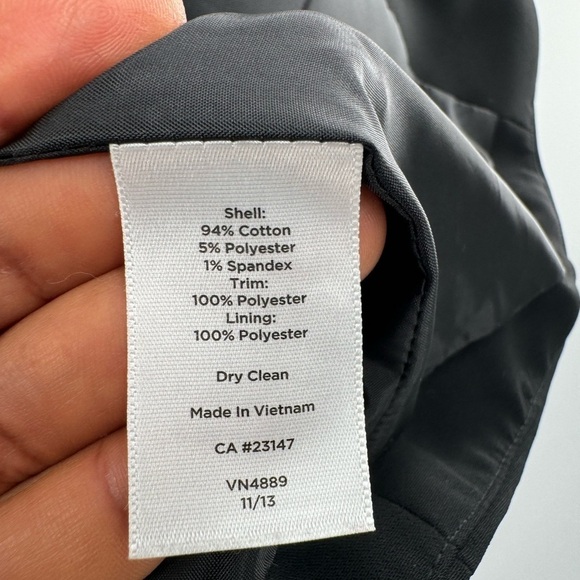 Shell:
94% Cotton
5% Polyester
1% Spandex
Trim:
100% Polyester
Lining:
100% Polyester
Dry Clean
Made In Vietnam
CA #23147
VN4889
11/13